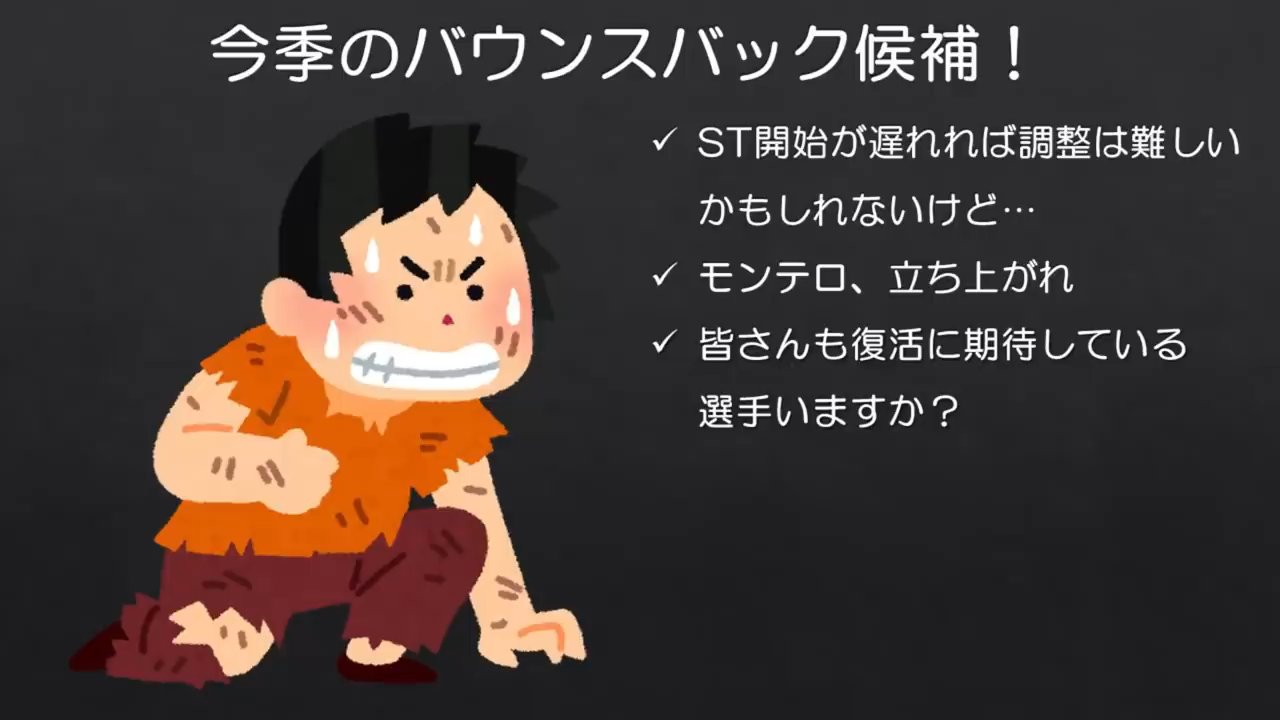 今季のバウンスバック候補！
✓ ST開始が遅れれば調整は難しい
かもしれないけど…
✓ モンテロ、立ち上がれ
✓ 皆さんも復活に期待している
選手いますか？